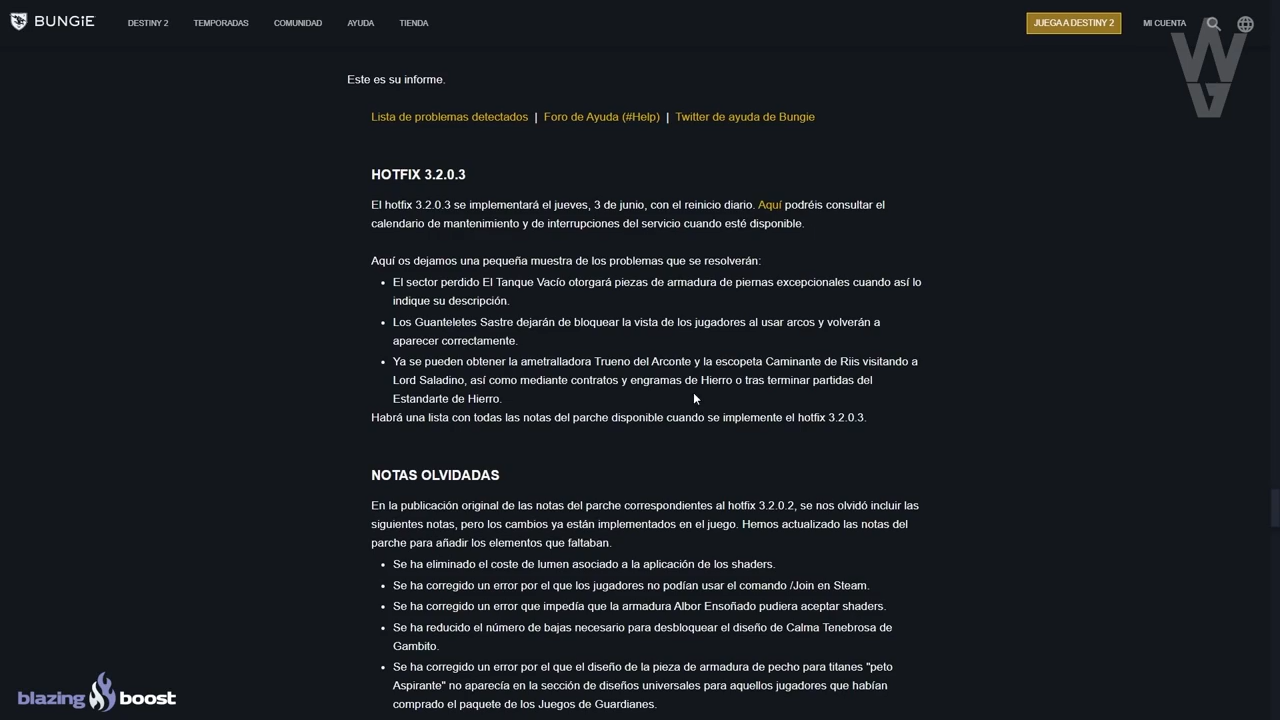 BUNGiE
DESTINY 2
TEMPORADAS
COMUNIDAD
AYUDA
TIENDA
JUEGA A DESTINY 2
MI CUENTA
Este es su informe.
Lista de problemas detectados | Foro de Ayuda (#Help) | Twitter de ayuda de Bungie
HOTFIX 3.2.0.3
El hotfix 3.2.0.3 se implementará el jueves, 3 de junio, con el reinicio diario. Aquí podréis consultar el
calendario de mantenimiento y de interrupciones del servicio cuando esté disponible.
Aquí os dejamos una pequeña muestra de los problemas que se resolverán:
• El sector perdido El Tanque Vacío otorgará piezas de armadura de piernas excepcionales cuando así lo
indique su descripción.
• Los Guanteletes Sastre dejarán de bloquear la vista de los jugadores al usar arcos y volverán a
aparecer correctamente.
• Ya se pueden obtener la ametralladora Trueno del Arconte y la escopeta Caminante de Riis visitando a
Lord Saladino, así como mediante contratos y engramas de Hierro o tras terminar partidas del
Estandarte de Hierro.
Habrá una lista con todas las notas del parche disponible cuando se implemente el hotfix 3.2.0.3.
NOTAS OLVIDADAS
En la publicación original de las notas del parche correspondientes al hotfix 3.2.0.2, se nos olvidó incluir las
siguientes notas, pero los cambios ya están implementados en el juego. Hemos actualizado las notas del
parche para añadir los elementos que faltaban.
• Se ha eliminado el coste de lumen asociado a la aplicación de los shaders.
• Se ha corregido un error por el que los jugadores no podían usar el comando /Join en Steam.
• Se ha corregido un error que impedía que la armadura Albor Ensoñado pudiera aceptar shaders.
• Se ha reducido el número de bajas necesario para desbloquear el diseño de Calma Tenebrosa de
Gambito.
• Se ha corregido un error por el que el diseño de la pieza de armadura de pecho para titanes "peto
Aspirante" no aparecía en la sección de diseños universales para aquellos jugadores que habían
comprado el paquete de los Juegos de Guardianes.
blazing boost